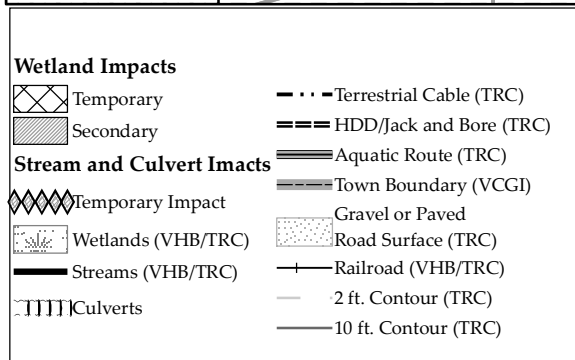 Wetland Impacts
Temporary
Secondary
Stream and Culvert Imacts
Temporary Impact
Wetlands (VHB/TRC)
Streams (VHB/TRC)
Culverts
Terrestrial Cable (TRC)
HDD/Jack and Bore (TRC)
Aquatic Route (TRC)
Town Boundary (VCGI)
Gravel or Paved
Road Surface (TRC)
Railroad (VHB/TRC)
2 ft. Contour (TRC)
10 ft. Contour (TRC)